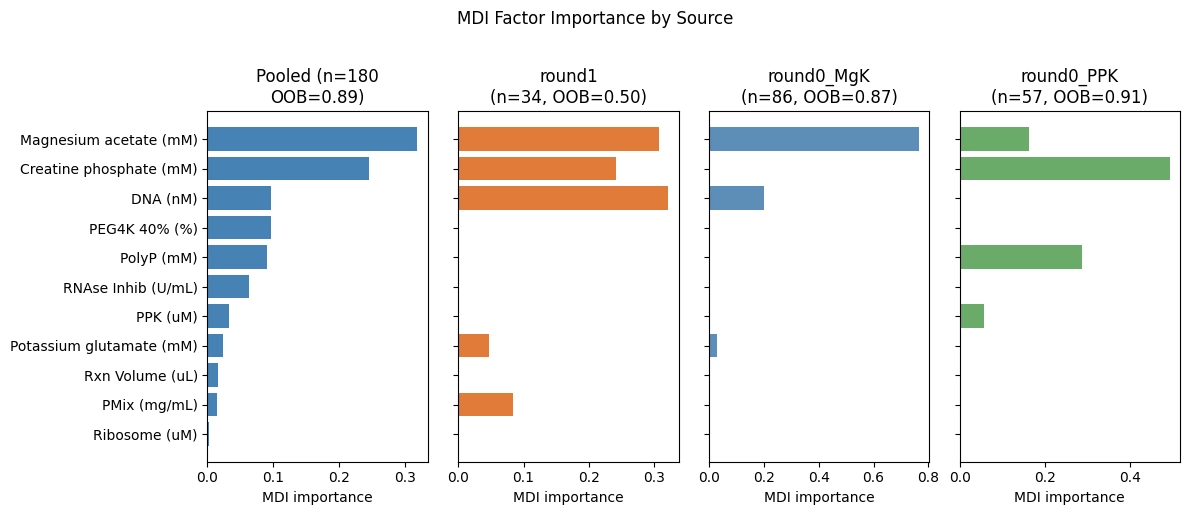 MDI Factor Importance by Source
Pooled (n=180
OOB=0.89)
round1
(n=34, OOB=0.50)
round0_MgK
(n=86, OOB=0.87)
round0_PPK
(n=57, OOB=0.91)
Magnesium acetate (mM)
Creatine phosphate (mM)
DNA (nM)
PEG4K 40% (%)
PolyP (mM)
RNAse Inhib (U/mL)
PPK (uM)
Potassium glutamate (mM)
Rxn Volume (uL)
PMix (mg/mL)
Ribosome (uM)
0.0 0.1 0.2 0.3
MDI importance
0.0 0.1 0.2 0.3
MDI importance
0.0 0.2 0.4 0.6 0.8
MDI importance
0.0 0.2 0.4
MDI importance